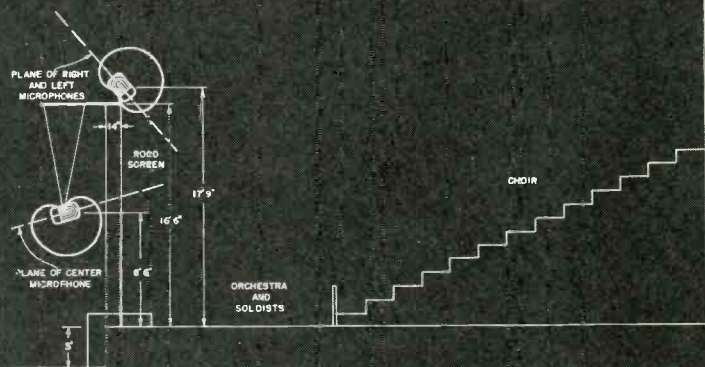 PLANE OF RIGHT
AND LEFT
MICROPHONES
14"
ROOD
SCREEN
CHOIR
17'9"
16'6"
8'6"
PLANE OF CENTER
MICROPHONE
ORCHESTRA
AND
SOLOISTS
3'